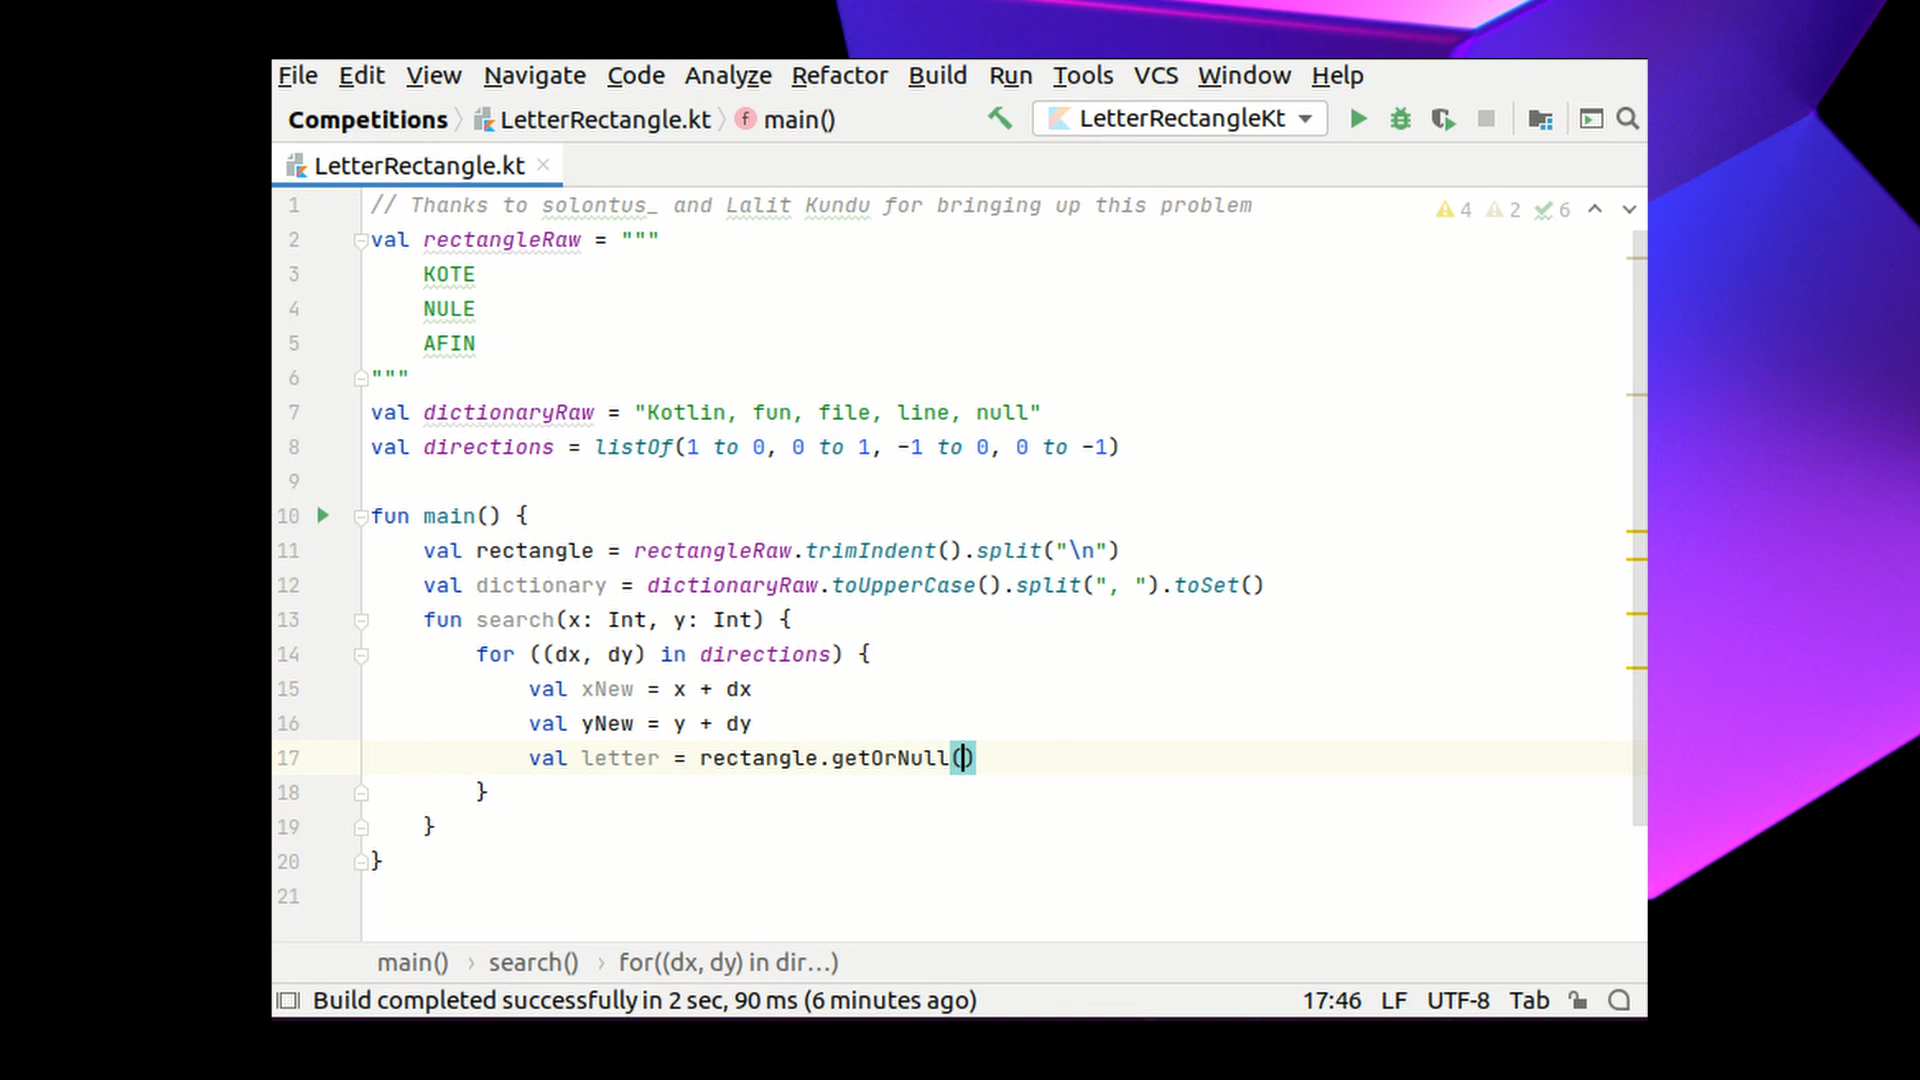 File Edit View Navigate Code Analyze Refactor Build Run Tools VCS Window Help
Competitions LetterRectangle.kt f main() LetterRectangleKt
LetterRectangle.kt
1 // Thanks to solontus_ and Lalit Kundu for bringing up this problem 4 2 6
2 val rectangleRaw = """
3 KOTE
4 NULE
5 AFIN
6 """
7 val dictionaryRaw = "Kotlin, fun, file, line, null"
8 val directions = listOf(1 to 0, 0 to 1, -1 to 0, 0 to -1)
9
10 fun main() {
11 val rectangle = rectangleRaw.trimIndent().split("\n")
12 val dictionary = dictionaryRaw.toUpperCase().split(", ").toSet()
13 fun search(x: Int, y: Int) {
14 for ((dx, dy) in directions) {
15 val xNew = x + dx
16 val yNew = y + dy
17 val letter = rectangle.getOrNull()
18 }
19 }
20 }
21
main() › search() › for((dx, dy) in dir...)
Build completed successfully in 2 sec, 90 ms (6 minutes ago) 17:46 LF UTF-8 Tab